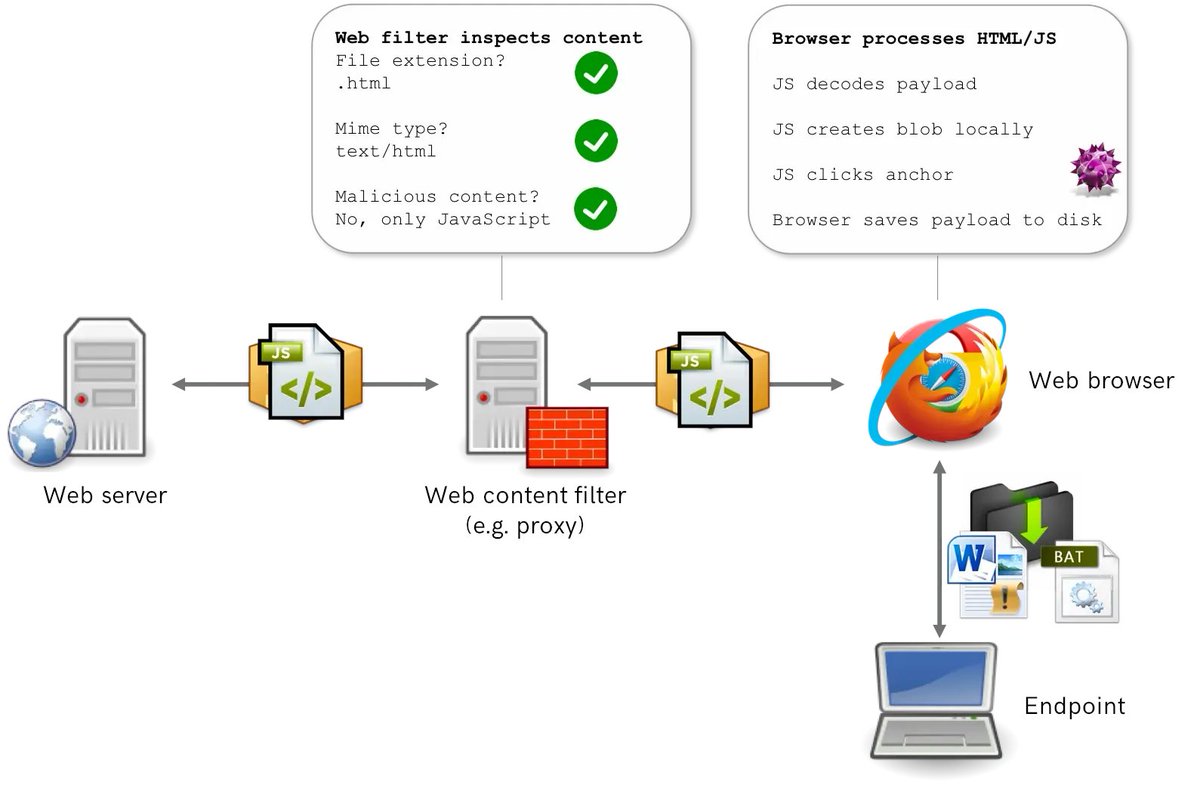 Web filter inspects content
File extension?
.html
Mime type?
text/html
Malicious content?
No, only JavaScript
Browser processes HTML/JS
JS decodes payload
JS creates blob locally
JS clicks anchor
Browser saves payload to disk
JS
</>
JS
</>
Web browser
Web server
Web content filter
(e.g. proxy)
W
BAT
!
Endpoint